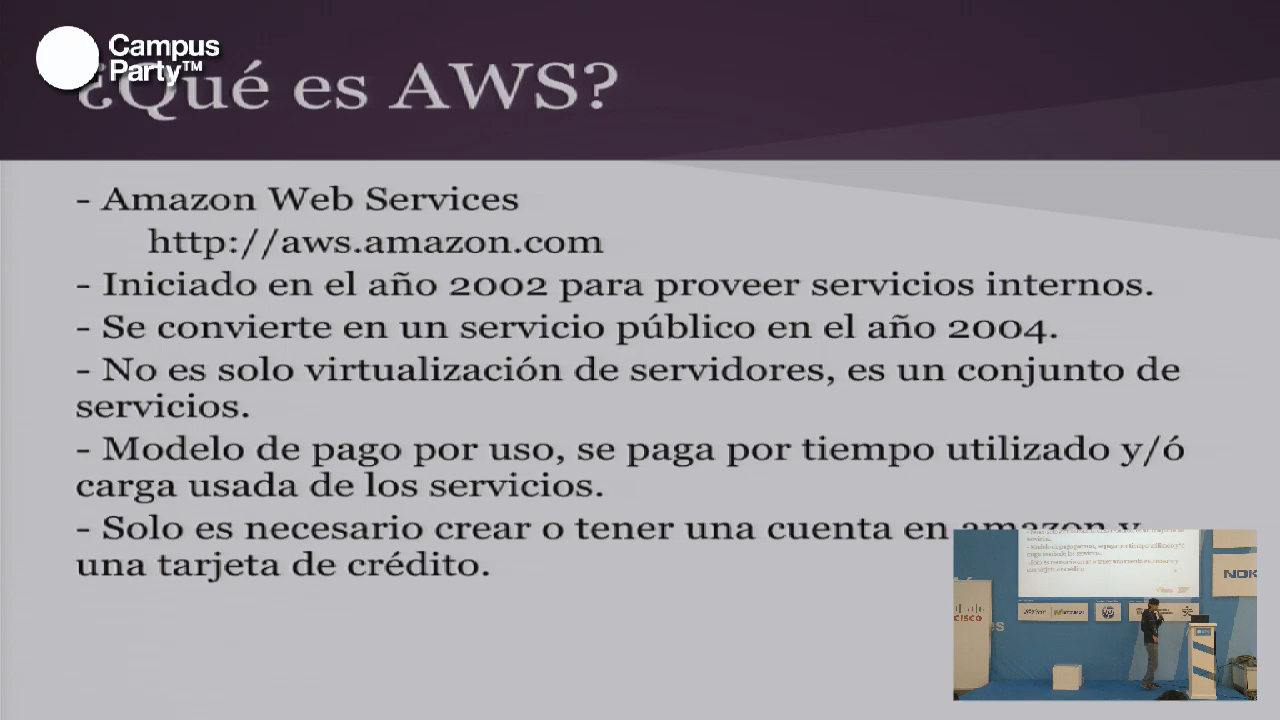 Campus
Party™
¿Qué es AWS?
- Amazon Web Services
http://aws.amazon.com
- Iniciado en el año 2002 para proveer servicios internos.
- Se convierte en un servicio público en el año 2004.
- No es solo virtualización de servidores, es un conjunto de
servicios.
- Modelo de pago por uso, se paga por tiempo utilizado y/ó
carga usada de los servicios.
- Solo es necesario crear o tener una cuenta en amazon y
una tarjeta de crédito.
NOK
CISCO